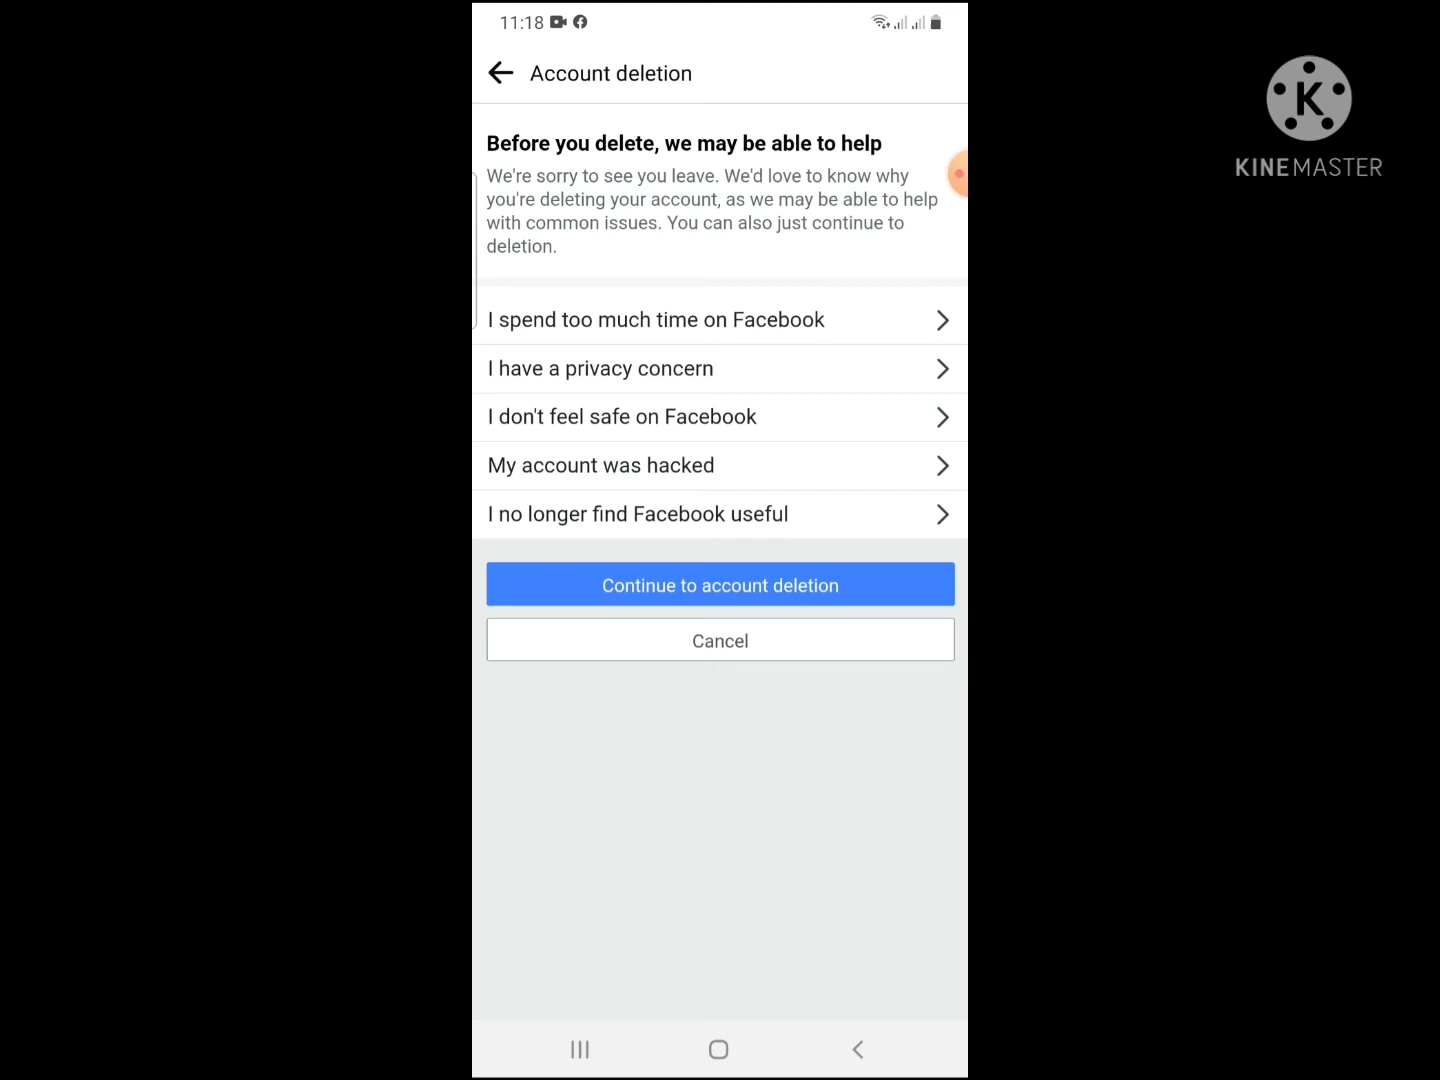 11:18
KINEMASTER
Account deletion
Before you delete, we may be able to help
We're sorry to see you leave. We'd love to know why
you're deleting your account, as we may be able to help
with common issues. You can also just continue to
deletion.
I spend too much time on Facebook
I have a privacy concern
I don't feel safe on Facebook
My account was hacked
I no longer find Facebook useful
Continue to account deletion
Cancel